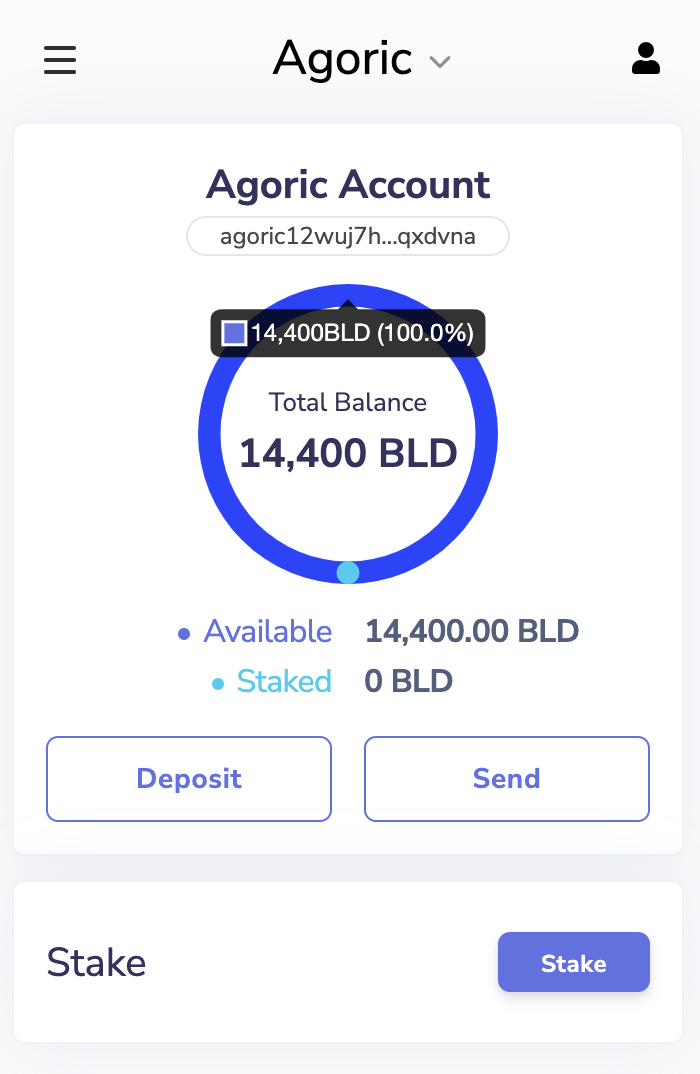 Agoric
Agoric Account
agoric12wuj7h...qxdvna
14,400BLD (100.0%)
Total Balance
14,400 BLD
Available 14,400.00 BLD
Staked 0 BLD
Deposit Send
Stake Stake